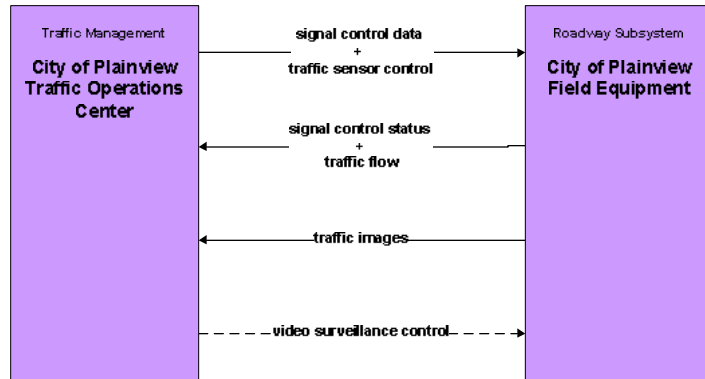 Traffic Management
City of Plainview
Traffic Operations
Center
signal control data
+
traffic sensor control
signal control status
+
traffic flow
traffic images
video surveillance control
Roadway Subsystem
City of Plainview
Field Equipment